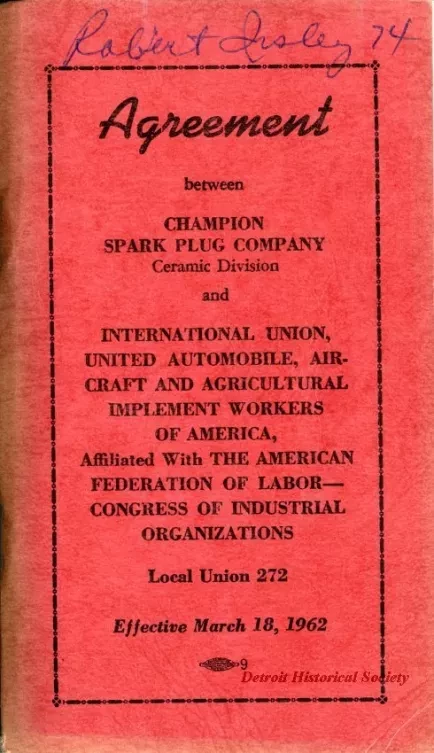 Robert Insley 74
Agreement
between
CHAMPION
SPARK PLUG COMPANY
Ceramic Division
and
INTERNATIONAL UNION,
UNITED AUTOMOBILE, AIR-
CRAFT AND AGRICULTURAL
IMPLEMENT WORKERS
OF AMERICA,
Affiliated With THE AMERICAN
FEDERATION OF LABOR—
CONGRESS OF INDUSTRIAL
ORGANIZATIONS
Local Union 272
Effective March 18, 1962
9
Detroit Historical Society